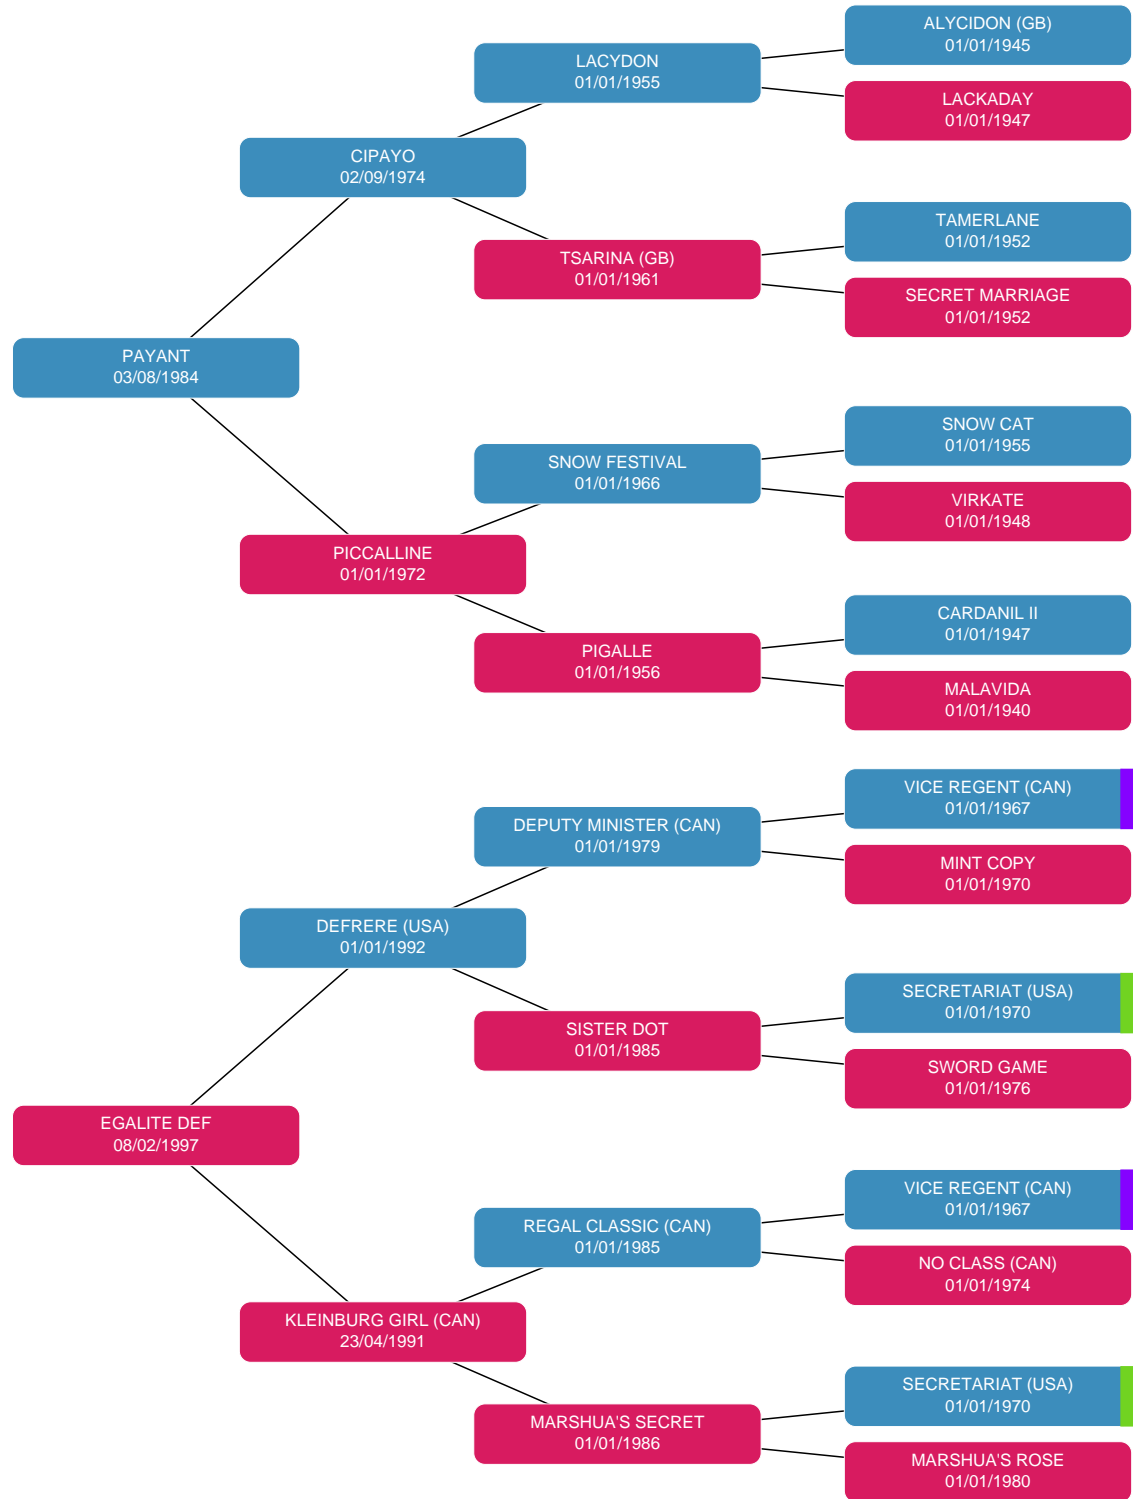 ALYCIDON (GB)
01/01/1945
LACYDON
01/01/1955
LACKADAY
01/01/1947
CIPAYO
02/09/1974
TAMERLANE
01/01/1952
TSARINA (GB)
01/01/1961
SECRET MARRIAGE
01/01/1952
PAYANT
03/08/1984
SNOW CAT
01/01/1955
SNOW FESTIVAL
01/01/1966
VIRKATE
01/01/1948
PICCALLINE
01/01/1972
CARDANIL II
01/01/1947
PIGALLE
01/01/1956
MALAVIDA
01/01/1940
VICE REGENT (CAN)
01/01/1967
DEPUTY MINISTER (CAN)
01/01/1979
MINT COPY
01/01/1970
DEFRERE (USA)
01/01/1992
SECRETARIAT (USA)
01/01/1970
SISTER DOT
01/01/1985
SWORD GAME
01/01/1976
EGALITE DEF
08/02/1997
VICE REGENT (CAN)
01/01/1967
REGAL CLASSIC (CAN)
01/01/1985
NO CLASS (CAN)
01/01/1974
KLEINBURG GIRL (CAN)
23/04/1991
SECRETARIAT (USA)
01/01/1970
MARSHUA'S SECRET
01/01/1986
MARSHUA'S ROSE
01/01/1980